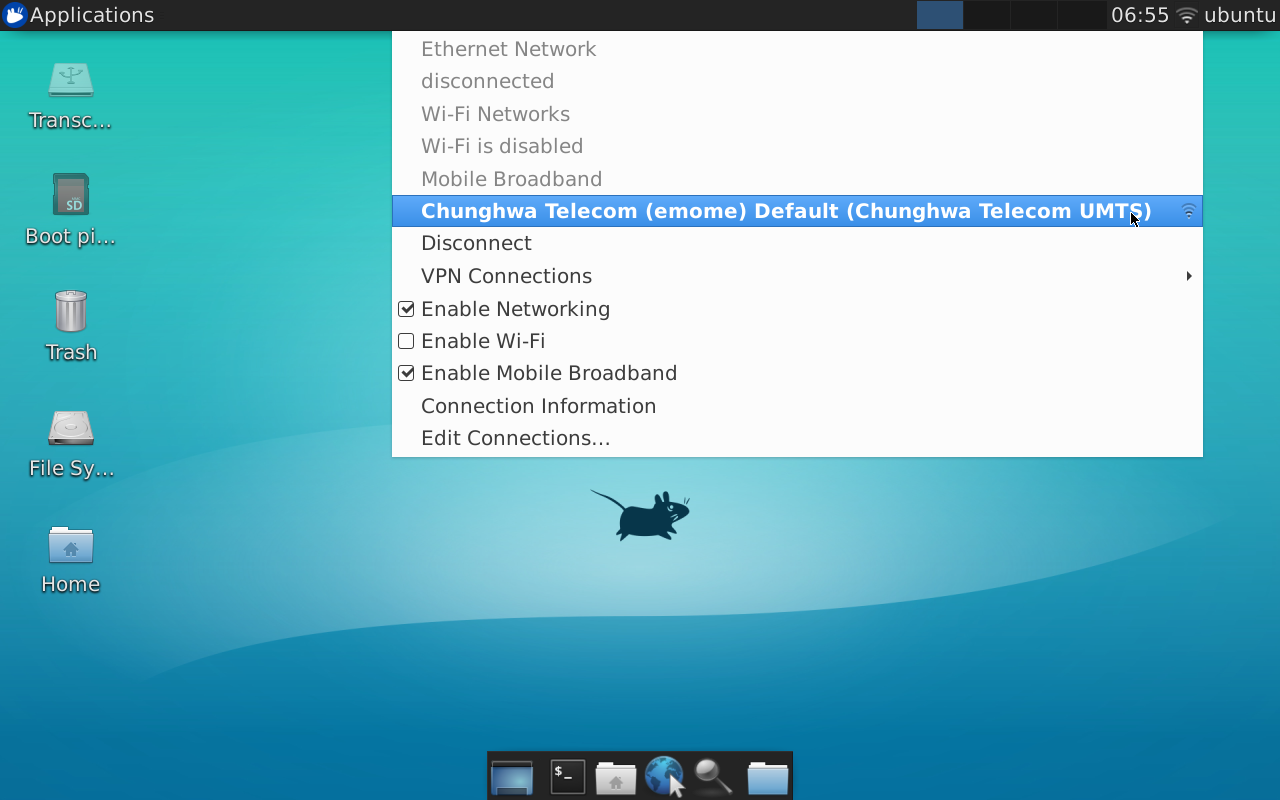 Applications
06:55
ubuntu
Ethernet Network
disconnected
Wi-Fi Networks
Wi-Fi is disabled
Mobile Broadband
Chunghwa Telecom (emome) Default (Chunghwa Telecom UMTS)
Disconnect
VPN Connections
Enable Networking
Enable Wi-Fi
Enable Mobile Broadband
Connection Information
Edit Connections...
Transc...
SD
Boot pi...
Trash
File Sy...
Home
$_